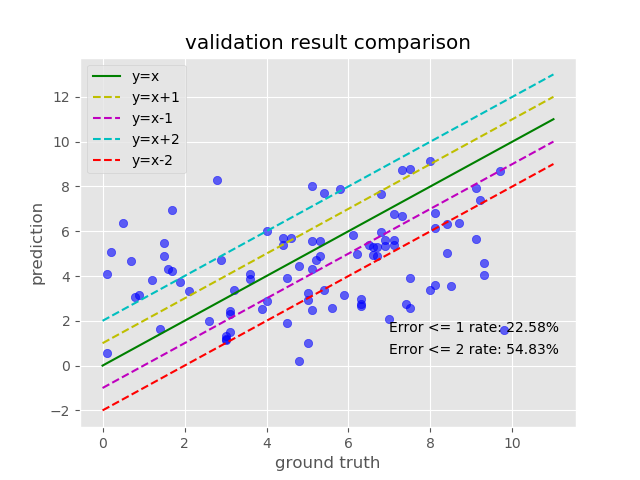 validation result comparison
y=x
y=x+1
y=x-1
y=x+2
y=x-2
12
10
8
6
4
2
0
−2
prediction
Error <= 1 rate: 22.58%
Error <= 2 rate: 54.83%
0
2
4
6
8
10
ground truth